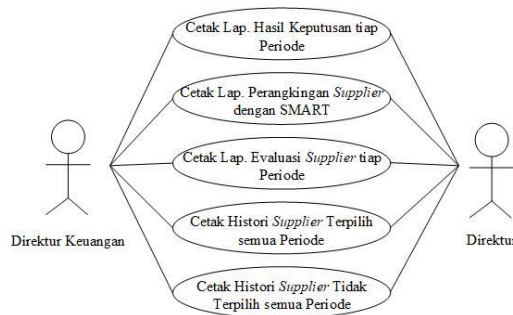 Cetak Lap. Hasil Keputusan tiap
Periode
Cetak Lap. Perangkingan Supplier
dengan SMART
Cetak Lap. Evaluasi Supplier tiap
Periode
Cetak Histori Supplier Terpilih
semua Periode
Cetak Histori Supplier Tidak
Terpilih semua Periode
Direktur Keuangan
Direktur